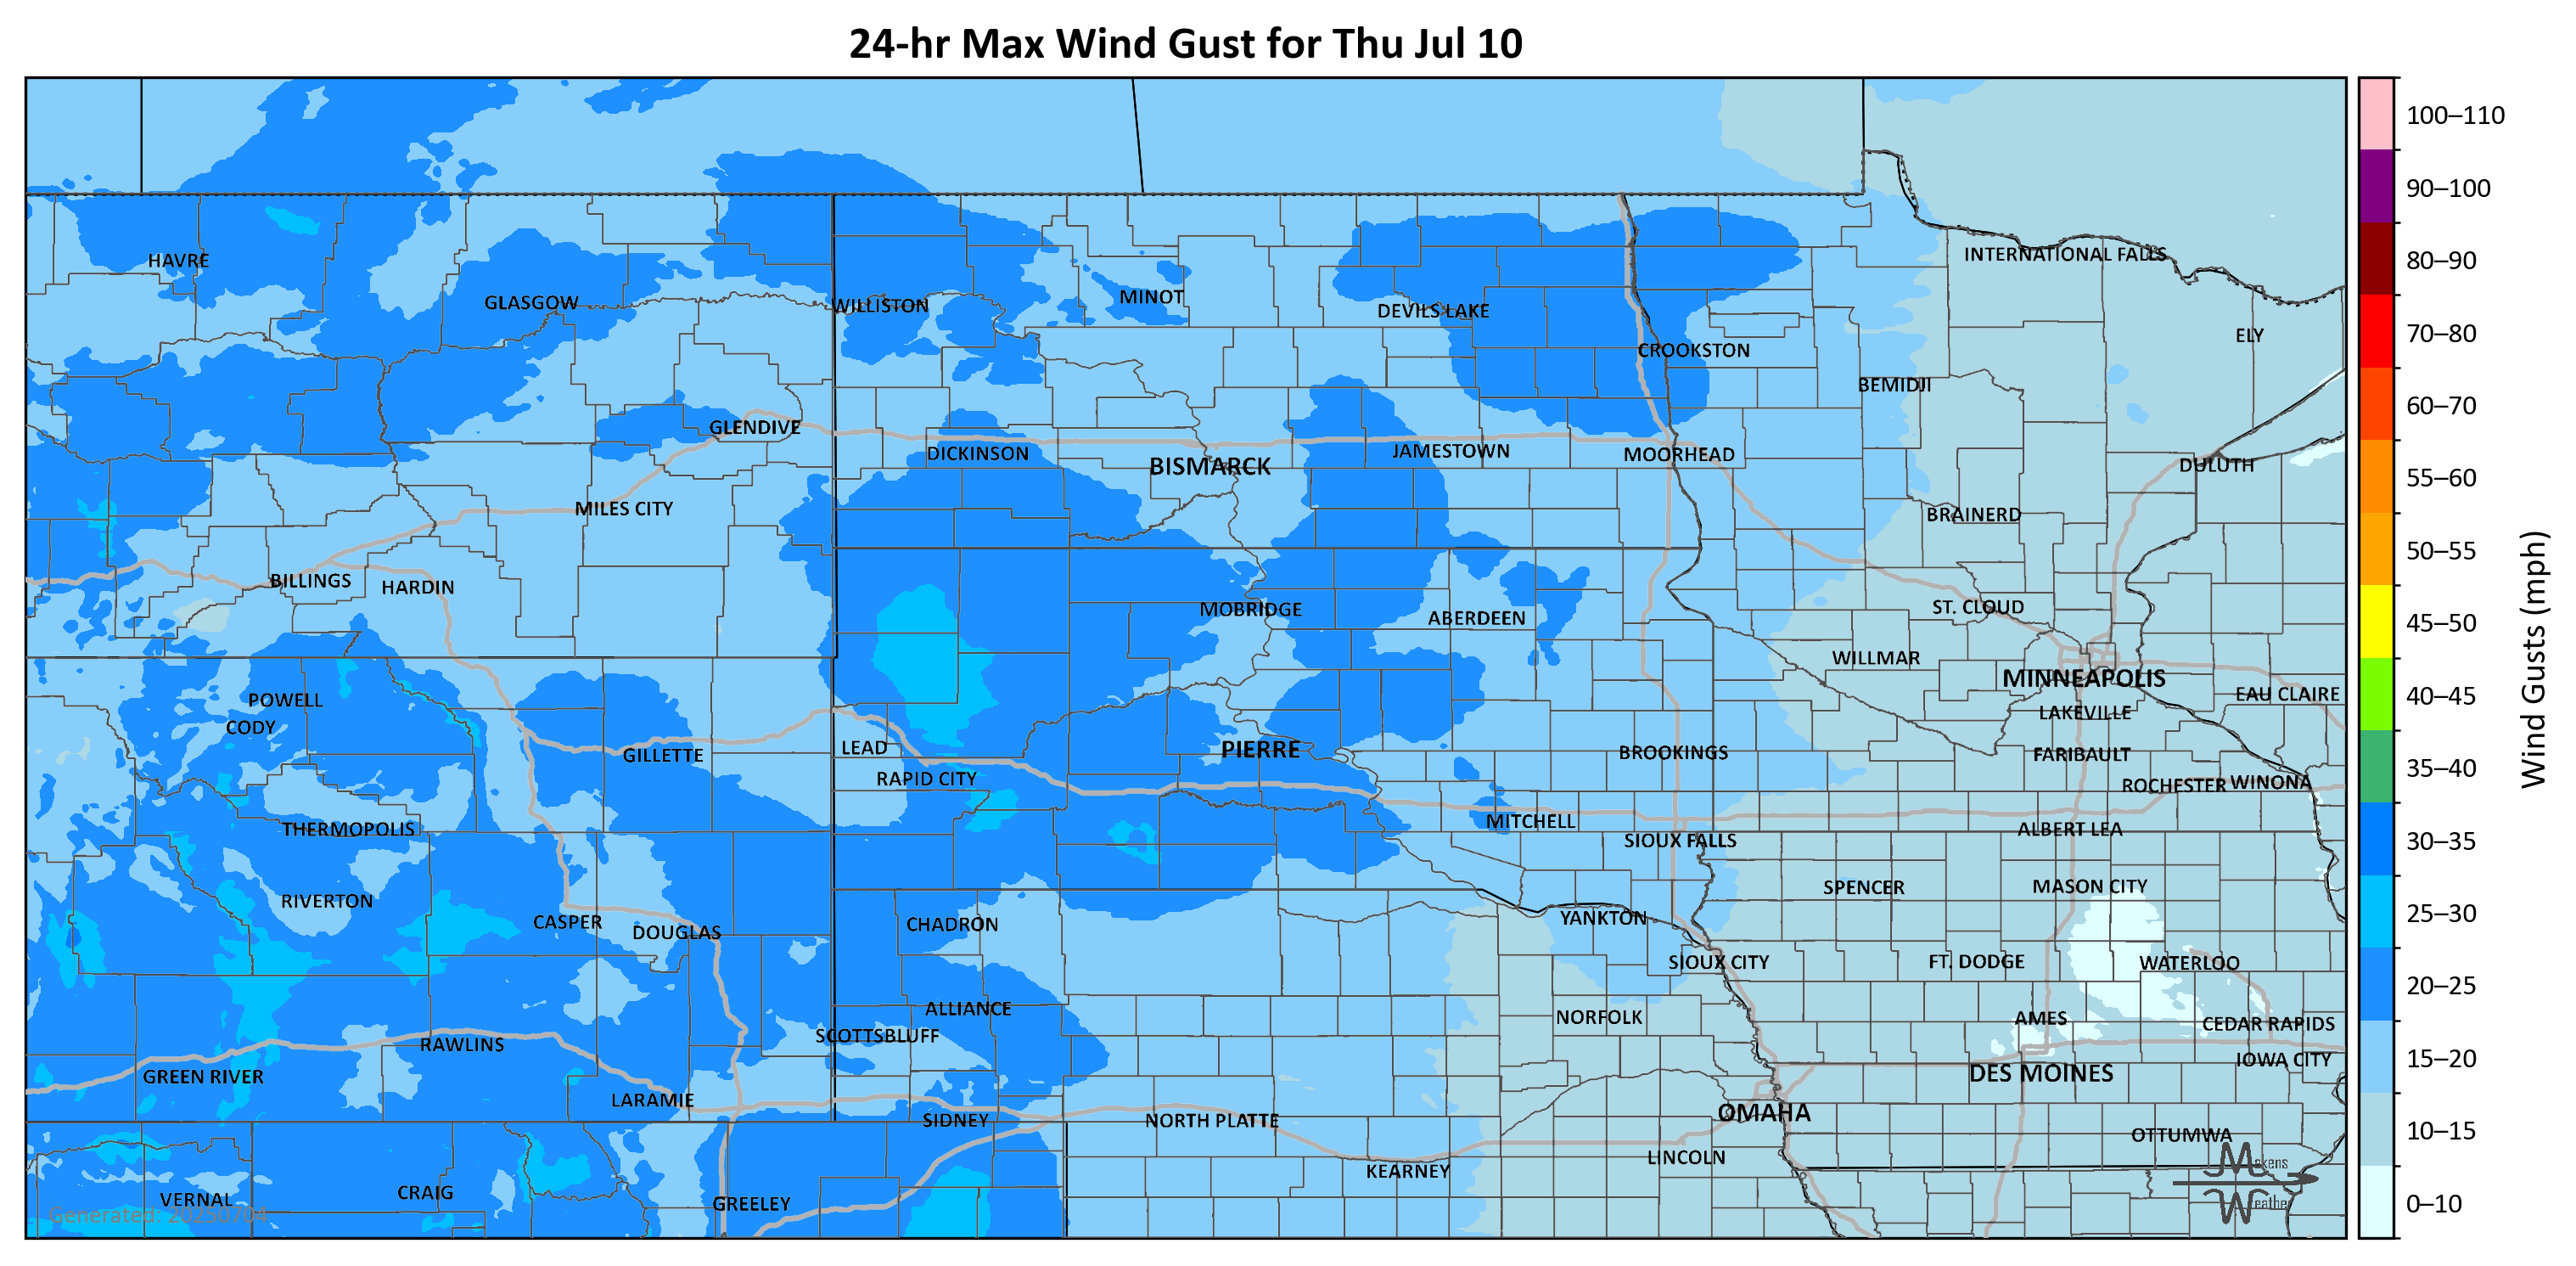 24-hr Max Wind Gust for Thu Jul 10
100–110
90–100
80–90
70–80
60–70
55–60
50–55
45–50
40–45
35–40
30–35
25–30
20–25
15–20
10–15
0–10
Wind Gusts (mph)
HAVRE
GLASGOW
WILLISTON
MINOT
DEVILS LAKE
CROOKSTON
INTERNATIONAL FALLS
ELY
BEMIDJI
GLENDIVE
DICKINSON
BISMARCK
JAMESTOWN
MOORHEAD
DULUTH
MILES CITY
BRAINERD
BILLINGS
HARDIN
MOBRIDGE
ABERDEEN
ST. CLOUD
WILLMAR
MINNEAPOLIS
EAU CLAIRE
LAKEVILLE
POWELL
CODY
GILLETTE
LEAD
RAPID CITY
PIERRE
BROOKINGS
FARIBAULT
ROCHESTER
WINONA
THERMOPOLIS
MITCHELL
SIOUX FALLS
ALBERT LEA
RIVERTON
CASPER
DOUGLAS
CHADRON
YANKTON
SPENCER
MASON CITY
SIOUX CITY
FT. DODGE
WATERLOO
ALLIANCE
SCOTTSBLUFF
NORFOLK
AMES
CEDAR RAPIDS
RAWLINS
GREEN RIVER
LARAMIE
SIDNEY
NORTH PLATTE
OMAHA
DES MOINES
IOWA CITY
OTTUMWA
KEARNEY
LINCOLN
VERNAL
CRAIG
GREELEY
Generated: 20250704
Makens
Weather